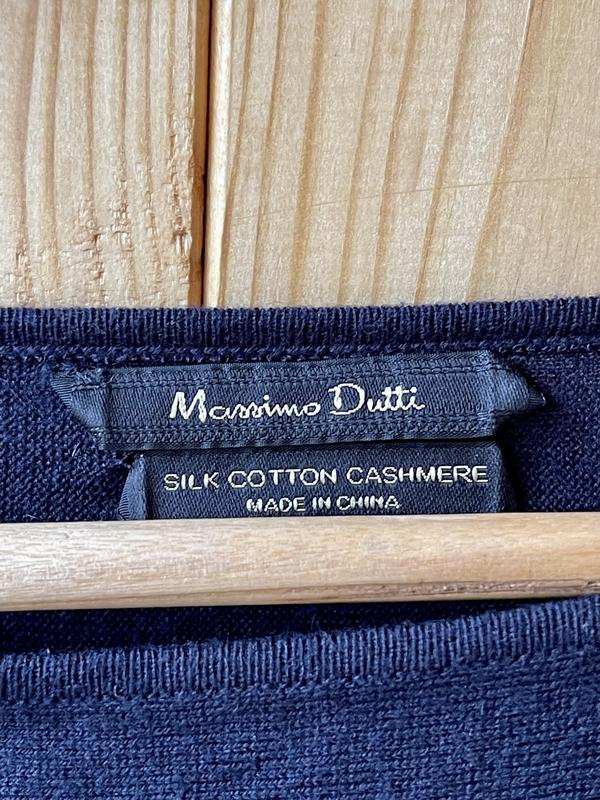 Massimo Dutti
SILK COTTON CASHMERE
MADE IN CHINA